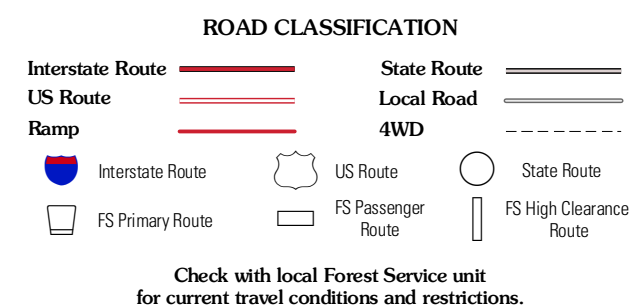 ROAD CLASSIFICATION
Interstate Route
State Route
US Route
Local Road
Ramp
4WD
Interstate Route
US Route
State Route
FS Primary Route
FS Passenger
Route
FS High Clearance
Route
Check with local Forest Service unit
for current travel conditions and restrictions.